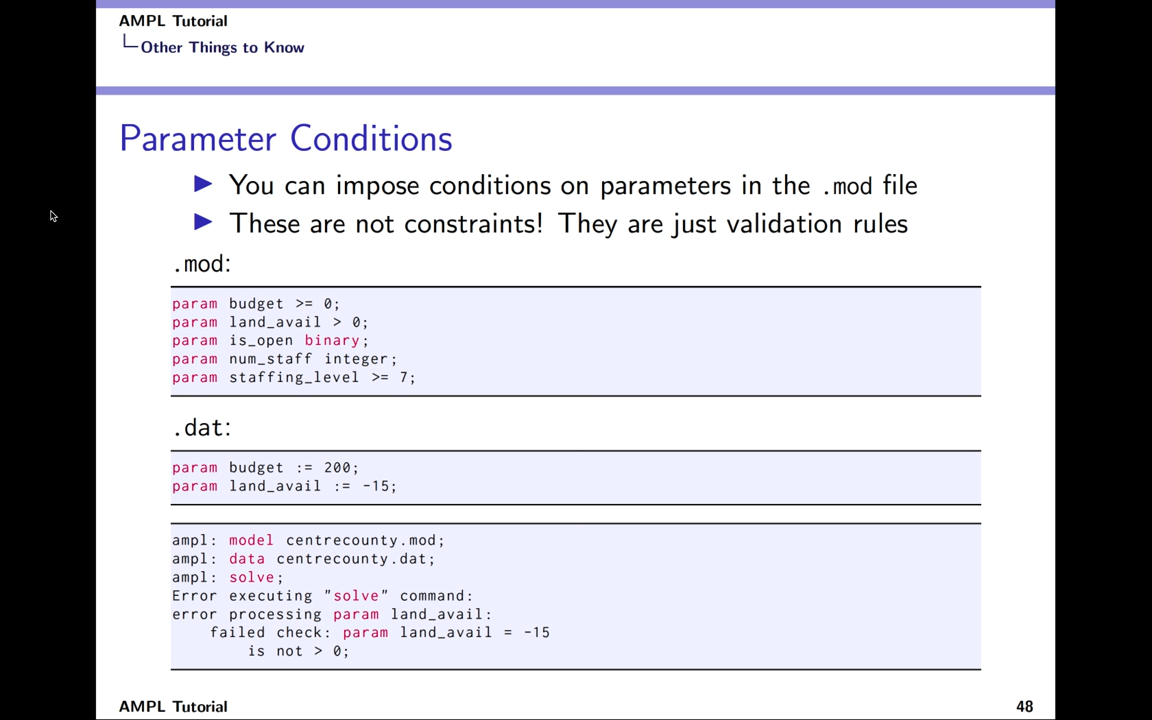 AMPL Tutorial
Other Things to Know
Parameter Conditions
You can impose conditions on parameters in the .mod file
These are not constraints! They are just validation rules
.mod:
param budget >= 0;
param land_avail > 0;
param is_open binary;
param num_staff integer;
param staffing_level >= 7;
.dat:
param budget := 200;
param land_avail := -15;
ampl: model centrecounty.mod;
ampl: data centrecounty.dat;
ampl: solve;
Error executing "solve" command:
error processing param land_avail:
failed check: param land_avail = -15
is not > 0;
AMPL Tutorial
48